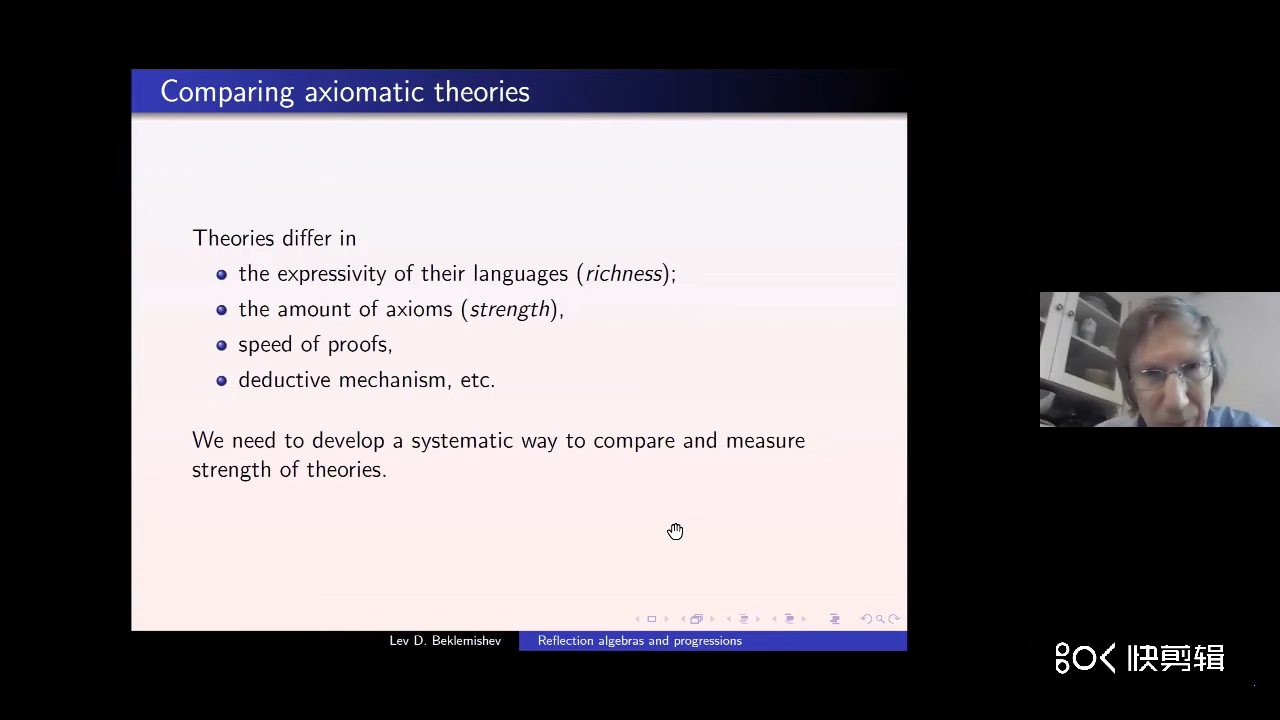 Comparing axiomatic theories
Theories differ in
the expressivity of their languages (richness);
the amount of axioms (strength),
speed of proofs,
deductive mechanism, etc.
We need to develop a systematic way to compare and measure
strength of theories.
Lev D. Beklemishev
Reflection algebras and progressions
快剪辑